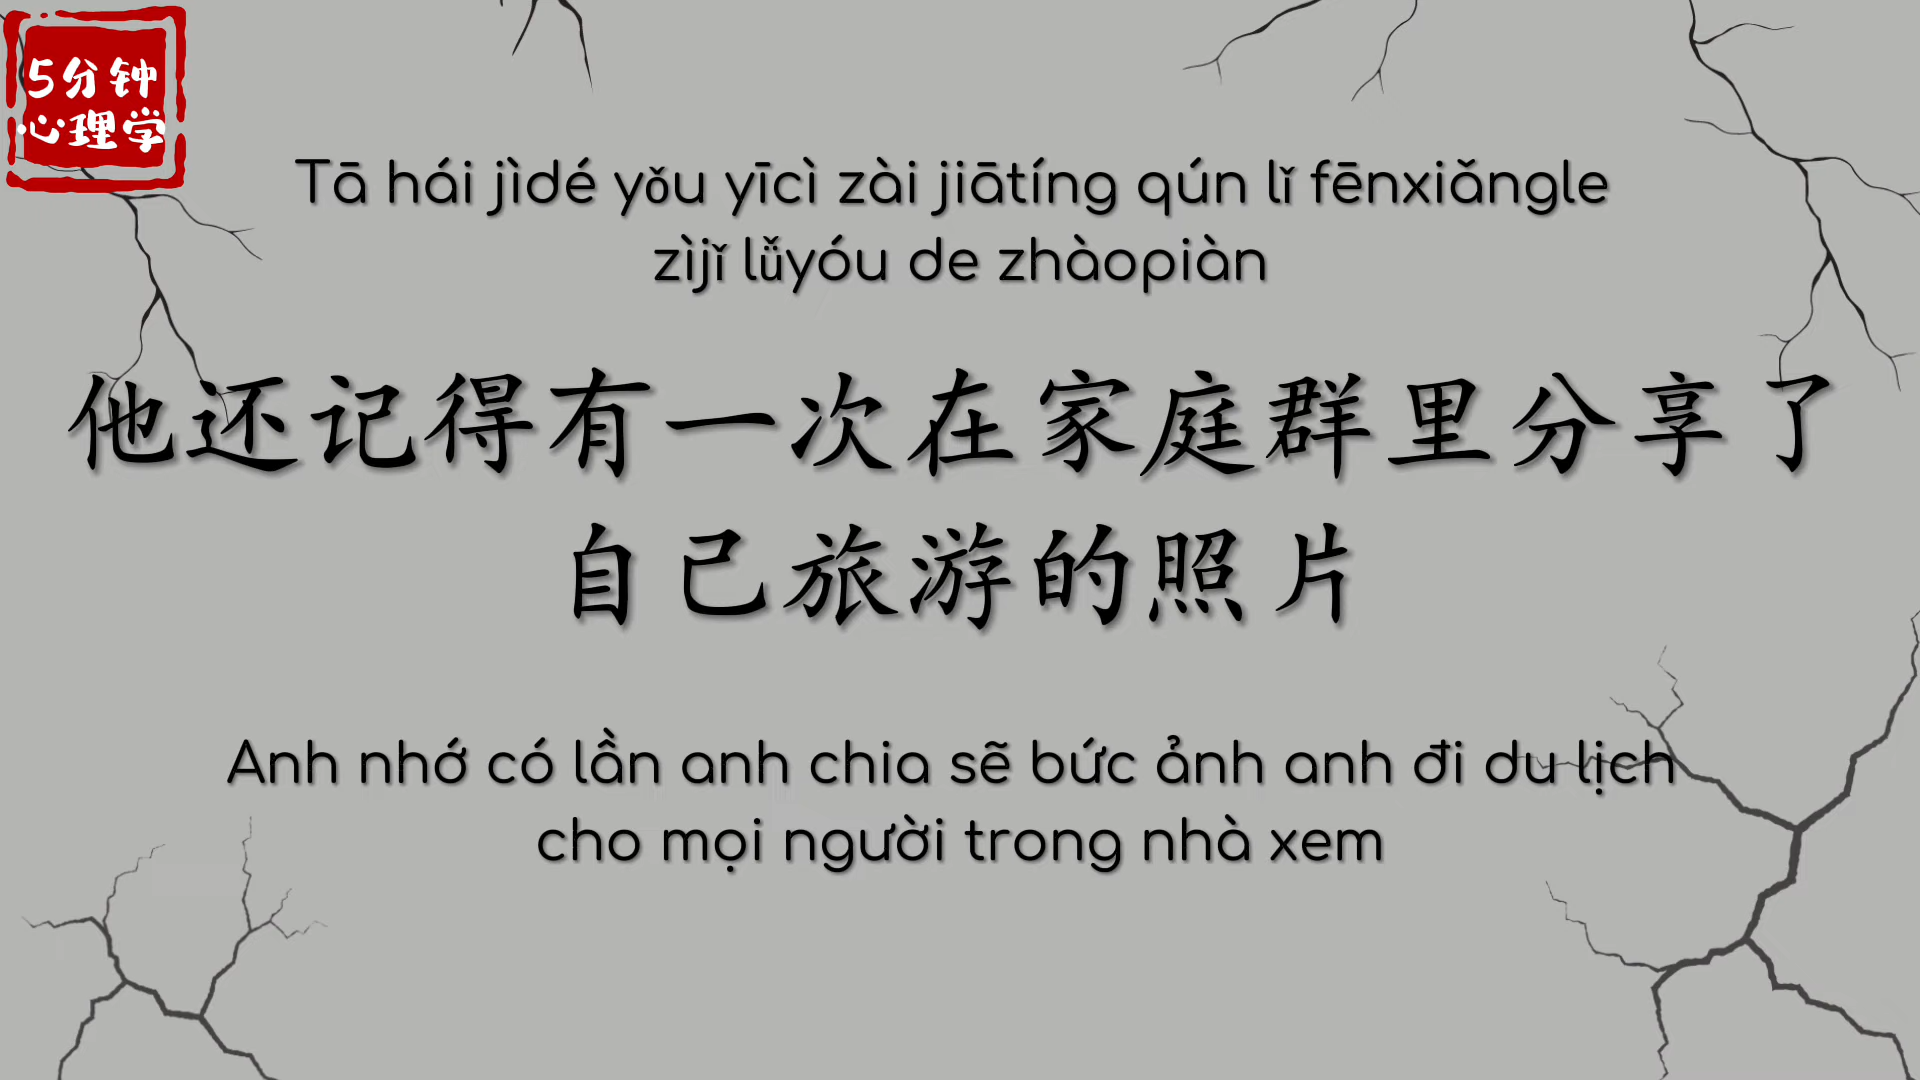 5分钟
心理学
Tā hái jìdé yǒu yīcì zài jiātíng qún lǐ fēnxiǎngle
zìjǐ lǚyóu de zhàopiàn
他还记得有一次在家庭群里分享了
自己旅游的照片
Anh nhớ có lần anh chia sẽ bức ảnh anh đi du lịch
cho mọi người trong nhà xem